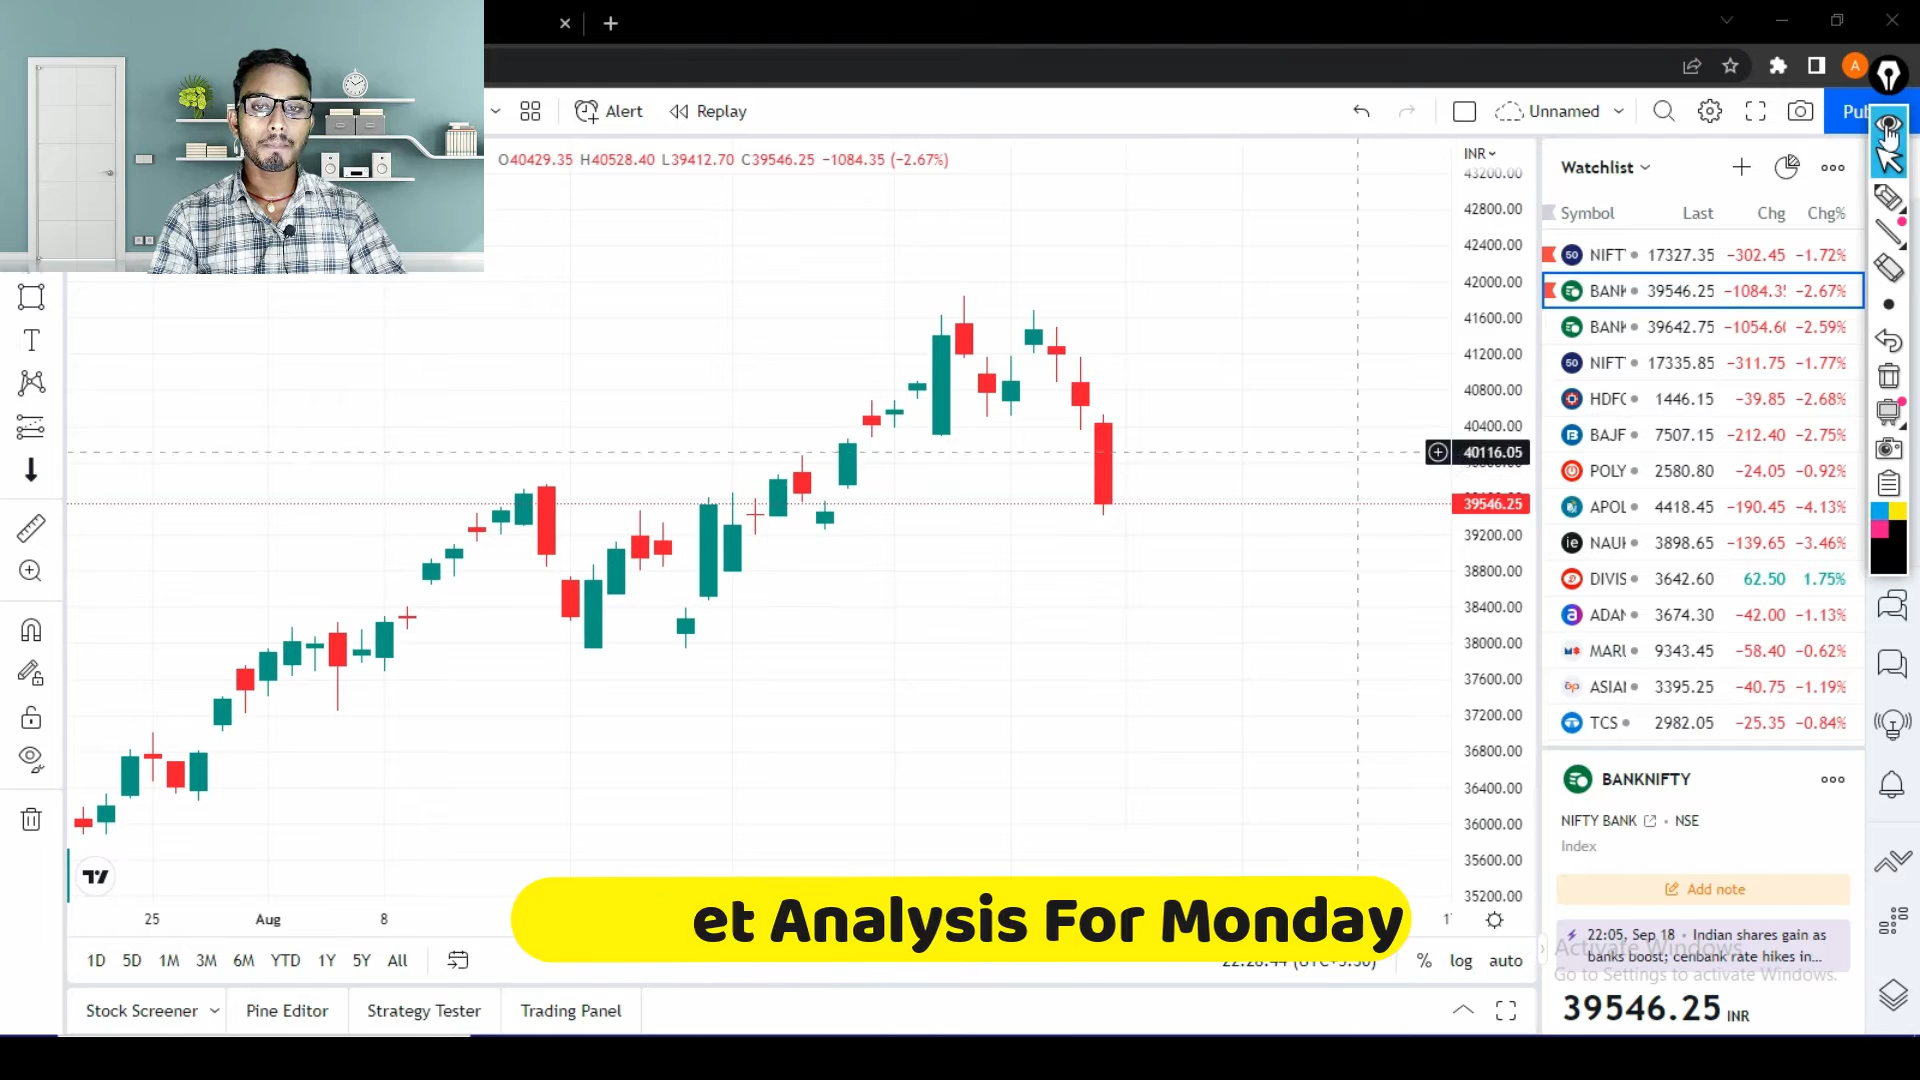 Alert
Replay
Unnamed
O40429.35 H40528.40 L39412.70 C39546.25 −1084.35 (−2.67%)
INR
43200.00
42800.00
42400.00
42000.00
41600.00
41200.00
40800.00
40400.00
40116.05
39546.25
39200.00
38800.00
38400.00
38000.00
37600.00
37200.00
36800.00
36400.00
36000.00
35600.00
35200.00
25 Aug 8
et Analysis For Monday
1D 5D 1M 3M 6M YTD 1Y 5Y All
% log auto
Stock Screener Pine Editor Strategy Tester Trading Panel
A
Watchlist
Symbol Last Chg Chg%
50 NIFT 17327.35 −302.45 −1.72%
BANK 39546.25 −1084.3 −2.67%
BANK 39642.75 −1054.6 −2.59%
50 NIFT 17335.85 −311.75 −1.77%
HDFC 1446.15 −39.85 −2.68%
BAJF 7507.15 −212.40 −2.75%
POLY 2580.80 −24.05 −0.92%
APOL 4418.45 −190.45 −4.13%
NAUK 3898.65 −139.65 −3.46%
DIVIS 3642.60 62.50 1.75%
ADAN 3674.30 −42.00 −1.13%
MARU 9343.45 −58.40 −0.62%
ASIAN 3395.25 −40.75 −1.19%
TCS 2982.05 −25.35 −0.84%
BANKNIFTY
NIFTY BANK • NSE
Index
Add note
22:05, Sep 18 • Indian shares gain as
banks boost; cenbank rate hikes in...
Activate Windows
Go to Settings to activate Windows.
39546.25 INR